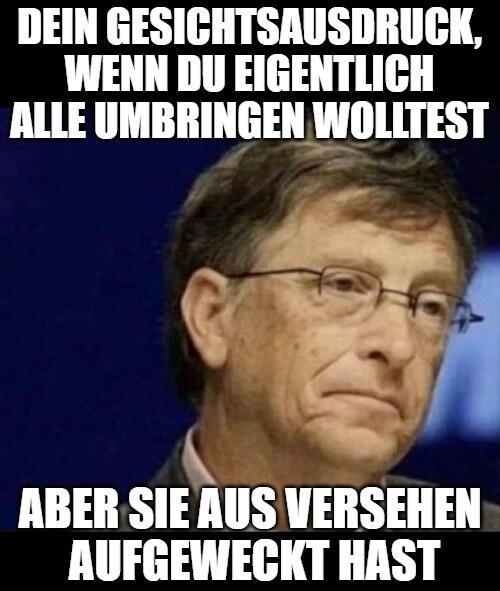 DEIN GESICHTSAUSDRUCK,
WENN DU EIGENTLICH
ALLE UMBRINGEN WOLLTEST
ABER SIE AUS VERSEHEN
AUFGEWECKT HAST